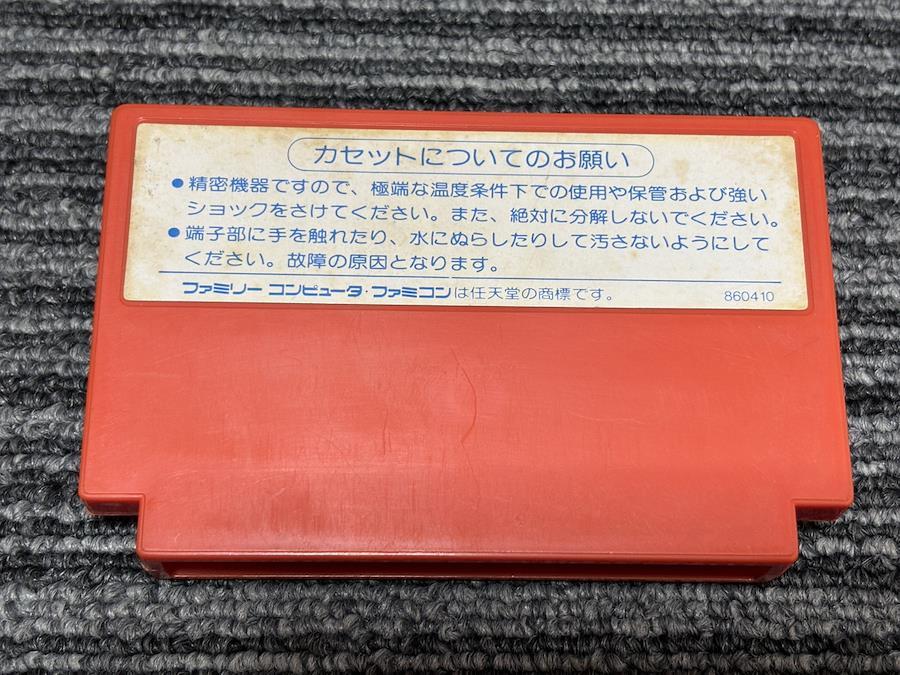 カセットについてのお願い
●精密機器ですので、極端な温度条件下での使用や保管および強い
ショックをさけてください。また、絶対に分解しないでください。
●端子部に手を触れたり、水にぬらしたりして汚さないようにして
ください。故障の原因となります。
ファミリー コンピュータ・ファミコンは任天堂の商標です。 860410